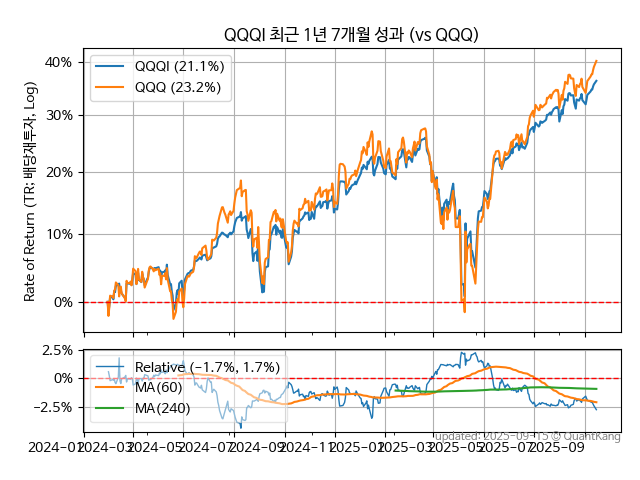 QQQI 최근 1년 7개월 성과 (vs QQQ)
Rate of Return (TR: 배당재투자, Log)
40%
30%
20%
10%
0%
QQQI (21.1%)
QQQ (23.2%)
2.5%
0%
−2.5%
Relative (−1.7%, 1.7%)
MA(60)
MA(240)
2024-01
2024-03
2024-05
2024-07
2024-09
2024-11
2025-01
2025-03
2025-05
2025-07
2025-09
updated: 2025-09-15 © QuantKang